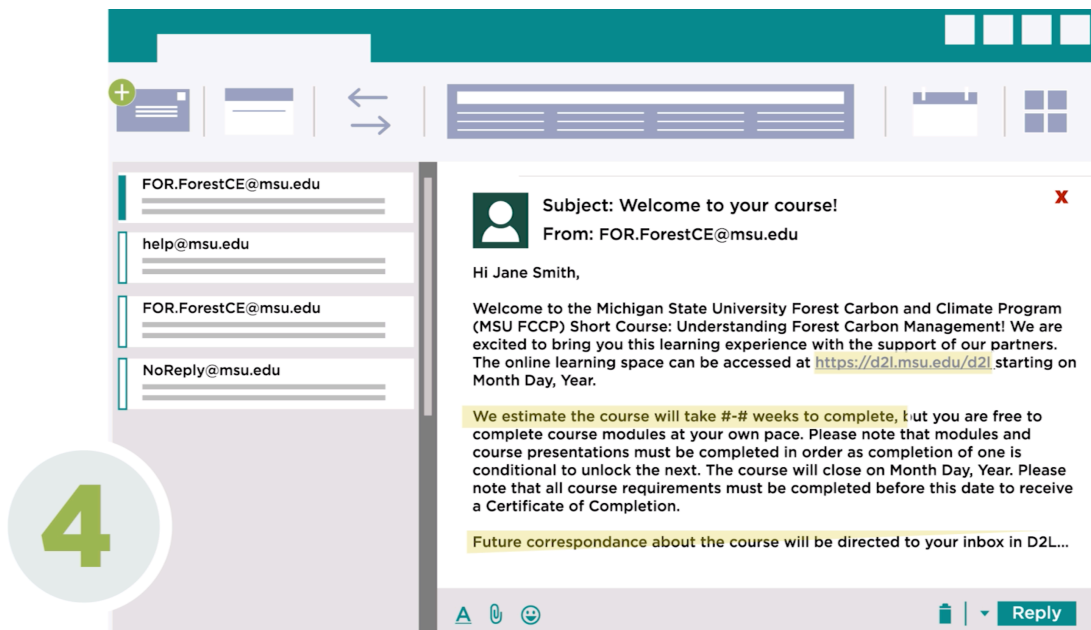 FOR.ForestCE@msu.edu
help@msu.edu
FOR.ForestCE@msu.edu
NoReply@msu.edu
4
Subject: Welcome to your course!
From: FOR.ForestCE@msu.edu
X
Hi Jane Smith,
Welcome to the Michigan State University Forest Carbon and Climate Program
(MSU FCCP) Short Course: Understanding Forest Carbon Management! We are
excited to bring you this learning experience with the support of our partners.
The online learning space can be accessed at https://d2l.msu.edu/d2l starting on
Month Day, Year.
We estimate the course will take #-# weeks to complete, but you are free to
complete course modules at your own pace. Please note that modules and
course presentations must be completed in order as completion of one is
conditional to unlock the next. The course will close on Month Day, Year. Please
note that all course requirements must be completed before this date to receive
a Certificate of Completion.
Future correspondance about the course will be directed to your inbox in D2L...
A
Reply